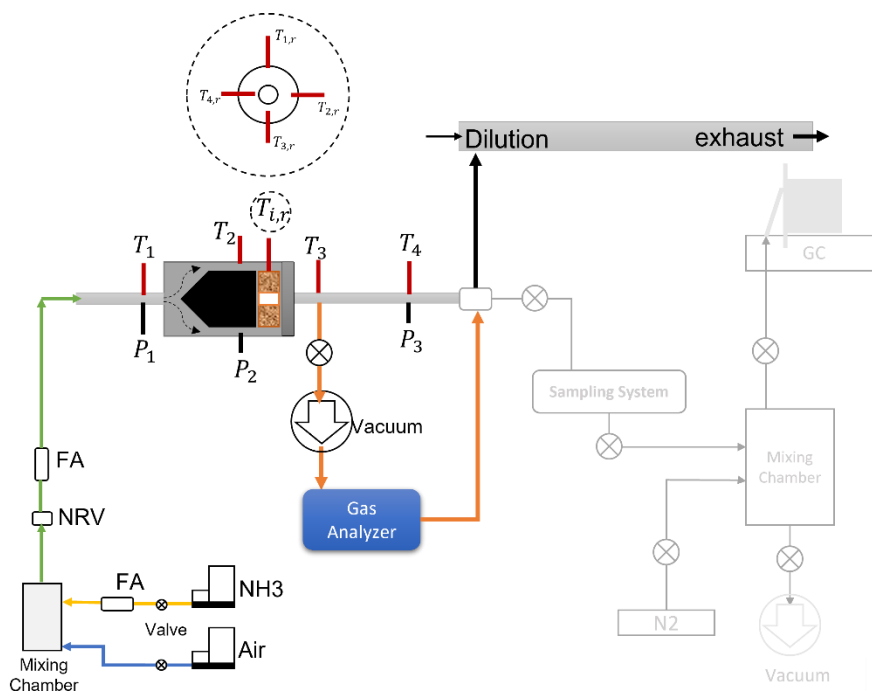 T1,r
T4,r
T2,r
T3,r
Dilution
exhaust
Ti,r
T1
T2
T3
T4
GC
P1
P2
P3
Sampling System
Vacuum
FA
Mixing
Chamber
Gas
Analyzer
NRV
FA
NH3
Valve
N2
Air
Mixing
Chamber
Vacuum